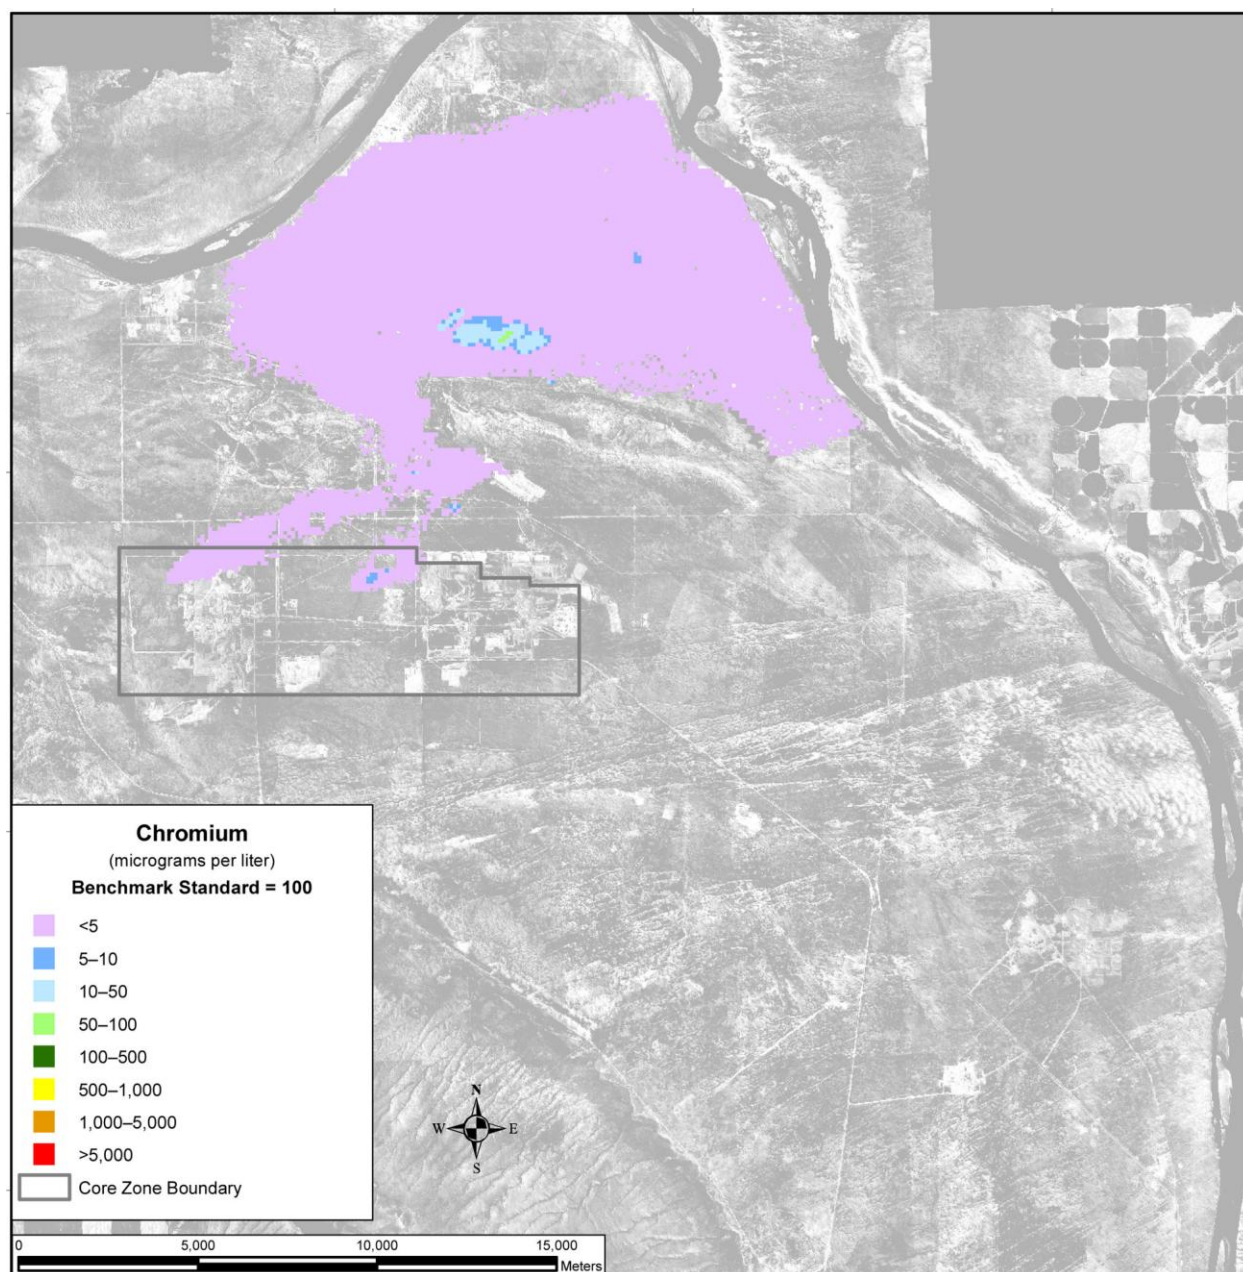 Chromium
(micrograms per liter)
Benchmark Standard = 100
<5
5–10
10–50
50–100
100–500
500–1,000
1,000–5,000
>5,000
Core Zone Boundary
N
W E
S
0 5,000 10,000 15,000
Meters